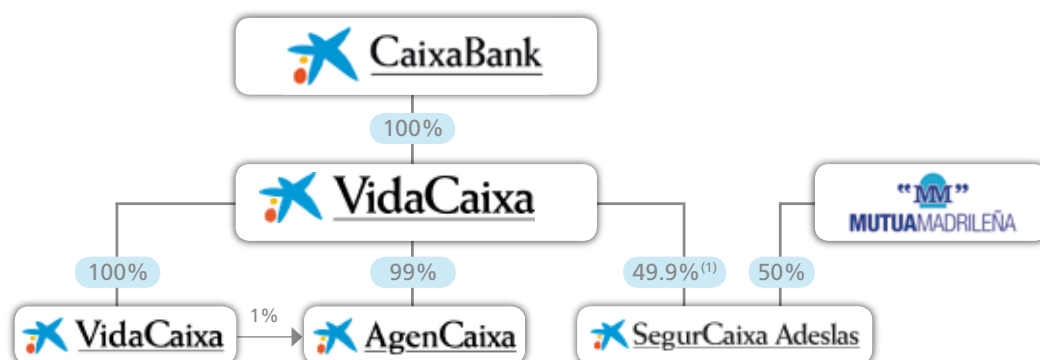 CaixaBank
100%
VidaCaixa
“MM”
MUTUAMADRILEÑA
100%
99%
49.9%(1)
50%
VidaCaixa
1%
AgenCaixa
SegurCaixa Adeslas